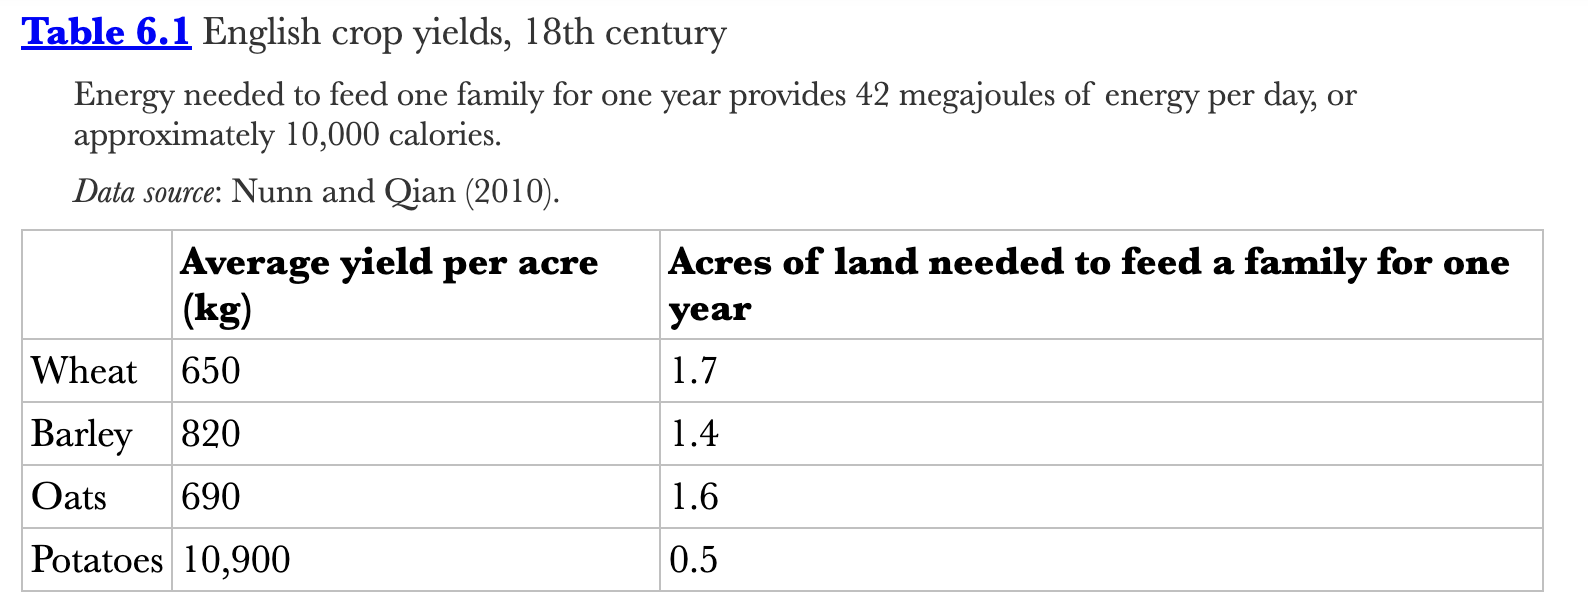 Table 6.1 English crop yields, 18th century
Energy needed to feed one family for one year provides 42 megajoules of energy per day, or
approximately 10,000 calories.
Data source: Nunn and Qian (2010).
Average yield per acre
(kg)
Acres of land needed to feed a family for one
year
Wheat 650 1.7
Barley 820 1.4
Oats 690 1.6
Potatoes 10,900 0.5